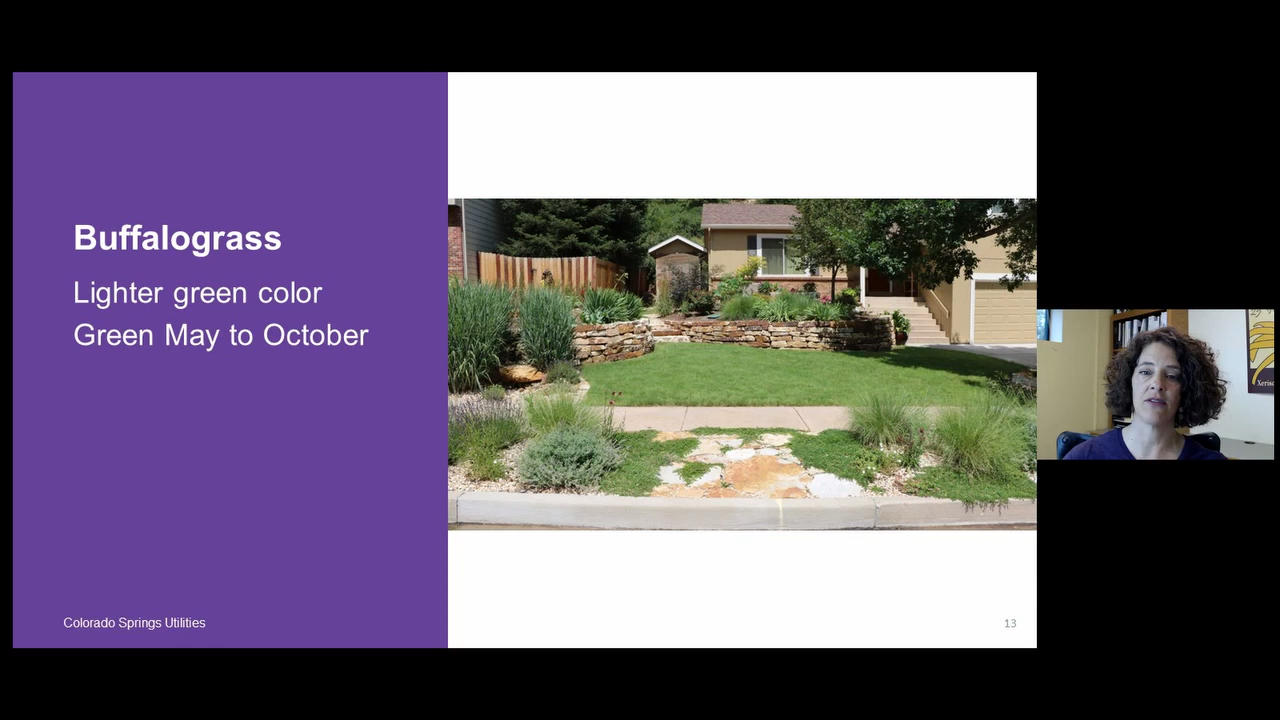 Buffalograss
Lighter green color
Green May to October
Colorado Springs Utilities
13